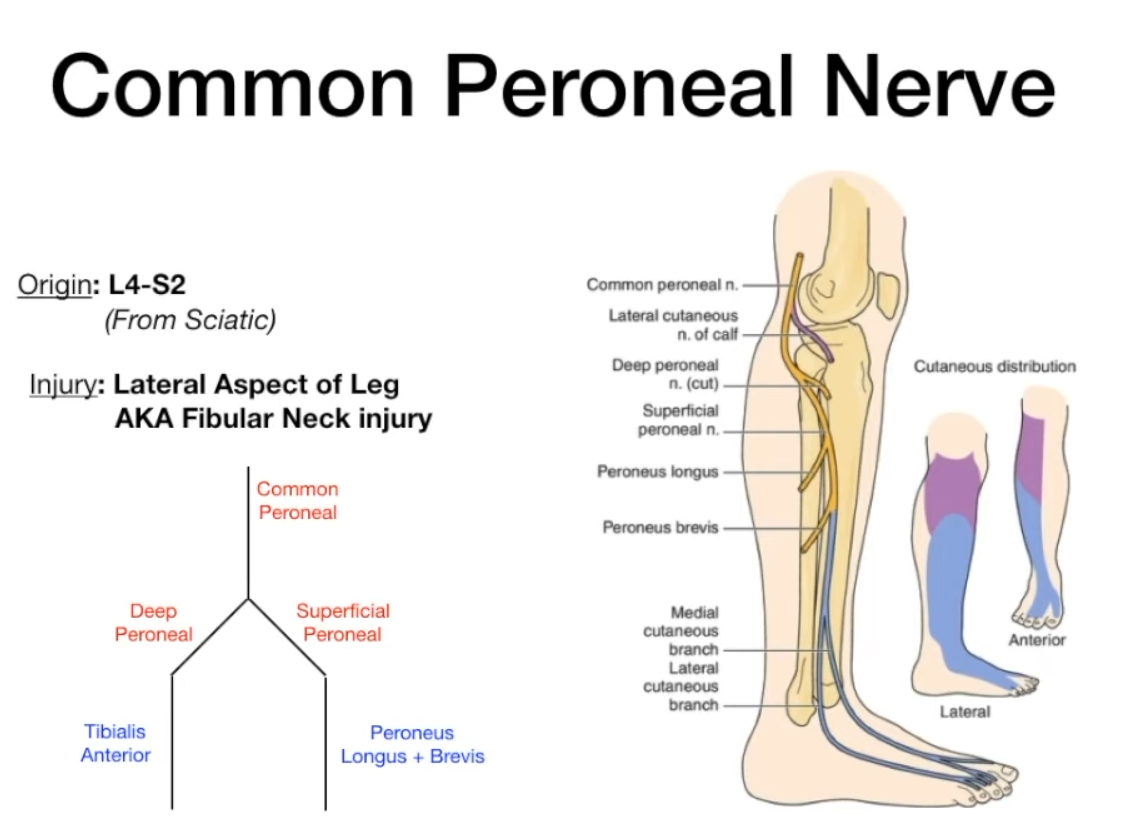 Common Peroneal Nerve
Origin: L4-S2
(From Sciatic)
Injury: Lateral Aspect of Leg
AKA Fibular Neck injury
Common
Peroneal
Deep
Peroneal
Superficial
Peroneal
Tibialis
Anterior
Peroneus
Longus + Brevis
Common peroneal n.
Lateral cutaneous
n. of calf
Deep peroneal
n. (cut)
Superficial
peroneal n.
Peroneus longus
Peroneus brevis
Medial
cutaneous
branch
Lateral
cutaneous
branch
Cutaneous distribution
Anterior
Lateral